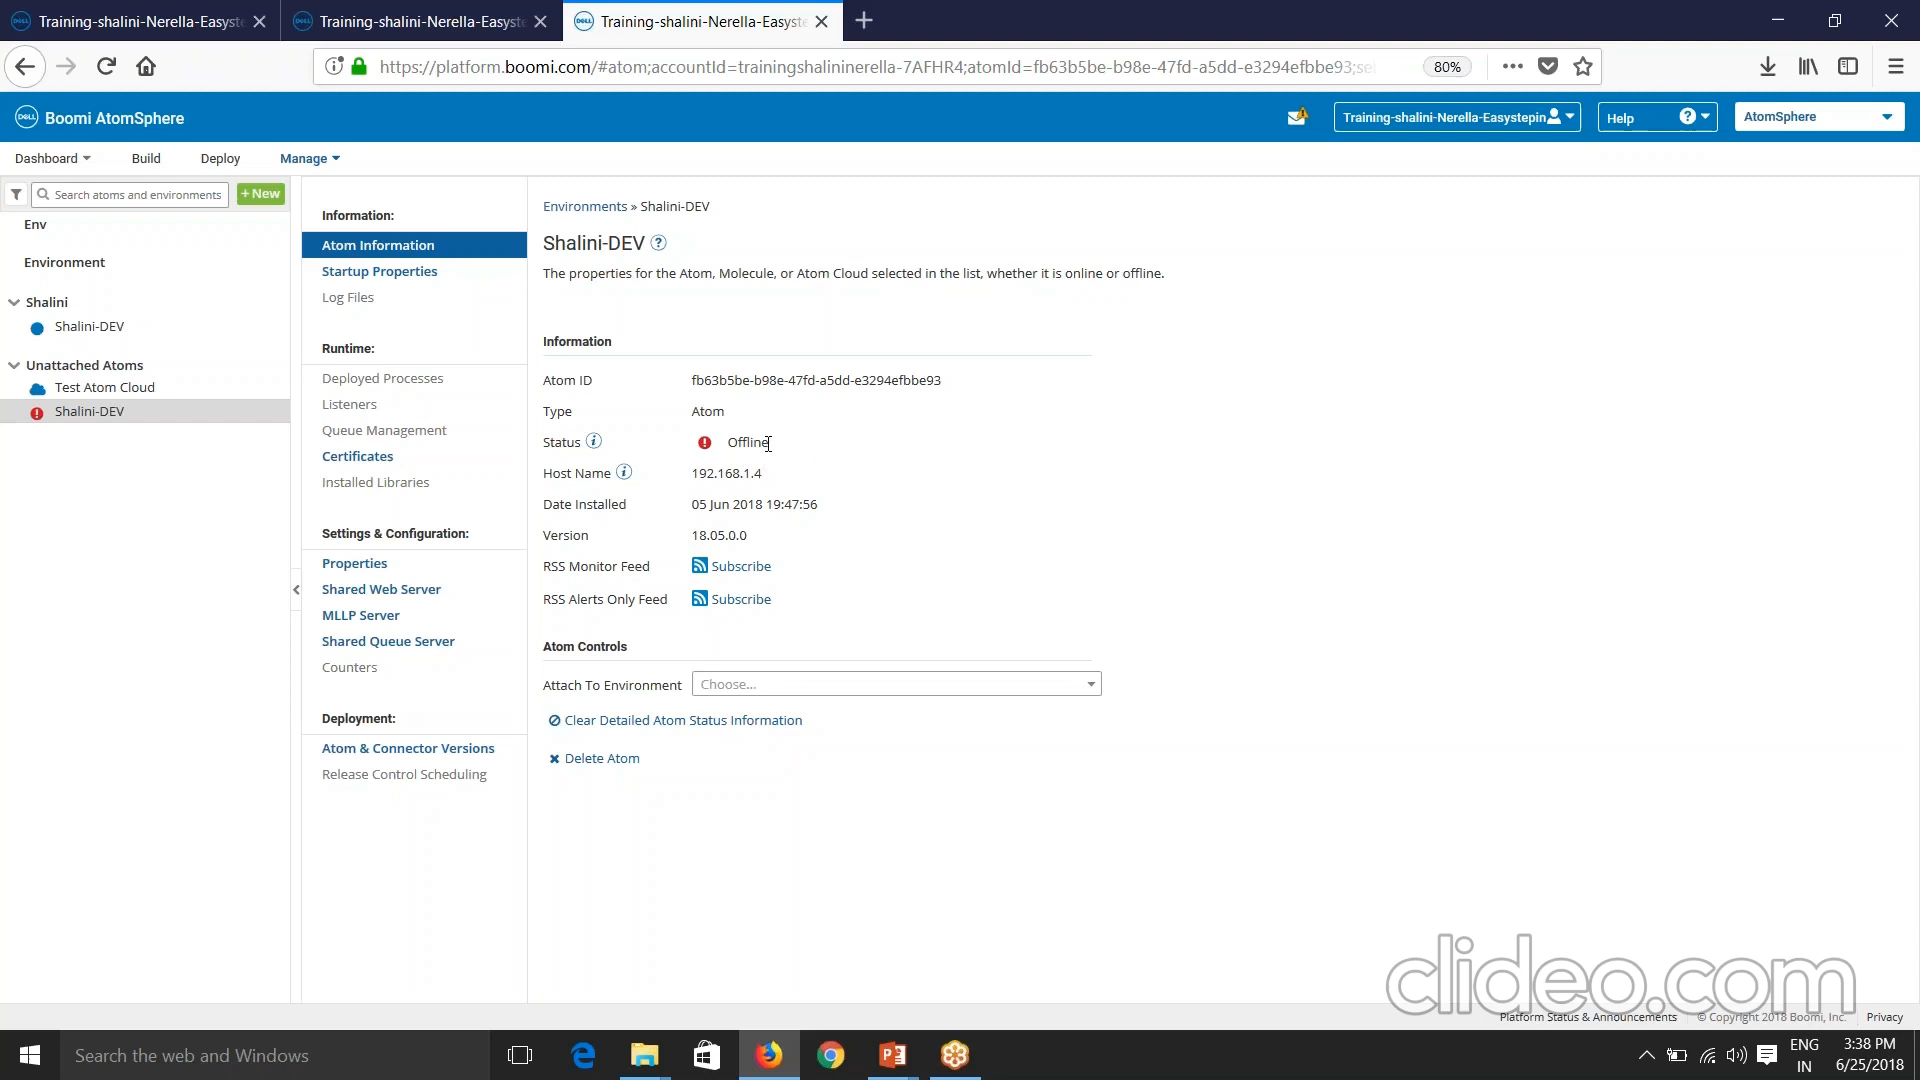 Training-shalini-Nerella-Easyste
Training-shalini-Nerella-Easyste
Training-shalini-Nerella-Easyste
https://platform.boomi.com/#atom;accountId=trainingshalininerella-7AFHR4;atomId=fb63b5be-b98e-47fd-a5dd-e3294efbbe93;se
80%
DELL Boomi AtomSphere
Training-shalini-Nerella-Easystepin
Help
AtomSphere
Dashboard
Build
Deploy
Manage
Search atoms and environments
+ New
Env
Environment
Shalini
Shalini-DEV
Unattached Atoms
Test Atom Cloud
Shalini-DEV
Information:
Atom Information
Startup Properties
Log Files
Runtime:
Deployed Processes
Listeners
Queue Management
Certificates
Installed Libraries
Settings & Configuration:
Properties
Shared Web Server
MLLP Server
Shared Queue Server
Counters
Deployment:
Atom & Connector Versions
Release Control Scheduling
Environments » Shalini-DEV
Shalini-DEV
The properties for the Atom, Molecule, or Atom Cloud selected in the list, whether it is online or offline.
Information
Atom ID fb63b5be-b98e-47fd-a5dd-e3294efbbe93
Type Atom
Status Offline
Host Name 192.168.1.4
Date Installed 05 Jun 2018 19:47:56
Version 18.05.0.0
RSS Monitor Feed Subscribe
RSS Alerts Only Feed Subscribe
Atom Controls
Attach To Environment Choose...
Clear Detailed Atom Status Information
Delete Atom
clideo.com
Platform Status & Announcements
© Copyright 2018 Boomi, Inc.
Privacy
Search the web and Windows
ENG
IN
3:38 PM
6/25/2018